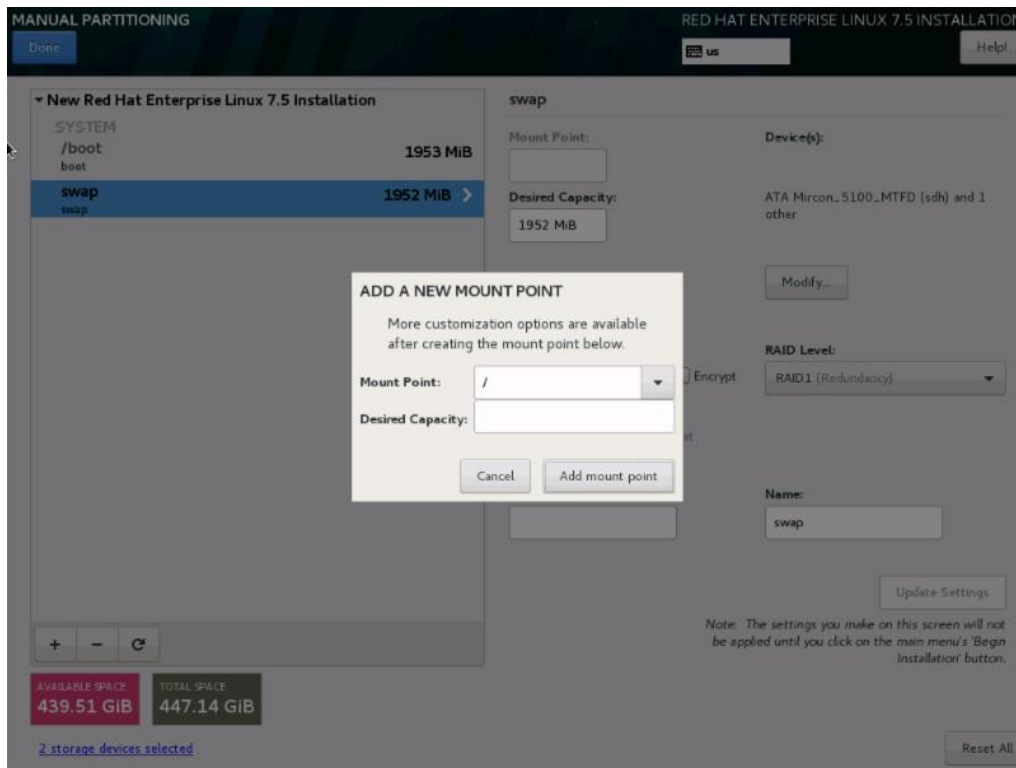 MANUAL PARTITIONING
RED HAT ENTERPRISE LINUX 7.5 INSTALLATION
Done
us
Help!
New Red Hat Enterprise Linux 7.5 Installation
SYSTEM
/boot
boot
1953 MiB
swap
swap
1952 MiB
swap
Mount Point:
Device(s):
Desired Capacity:
1952 MiB
ATA Mircon_5100_MTFD (sdh) and 1
other
Modify...
ADD A NEW MOUNT POINT
More customization options are available
after creating the mount point below.
Mount Point:
/
Desired Capacity:
Cancel
Add mount point
RAID Level:
Encrypt
RAID1 (Redundancy)
Name:
swap
Update Settings
Note: The settings you make on this screen will not
be applied until you click on the main menu's 'Begin
Installation' button.
+ −
AVAILABLE SPACE
439.51 GiB
TOTAL SPACE
447.14 GiB
2 storage devices selected
Reset All